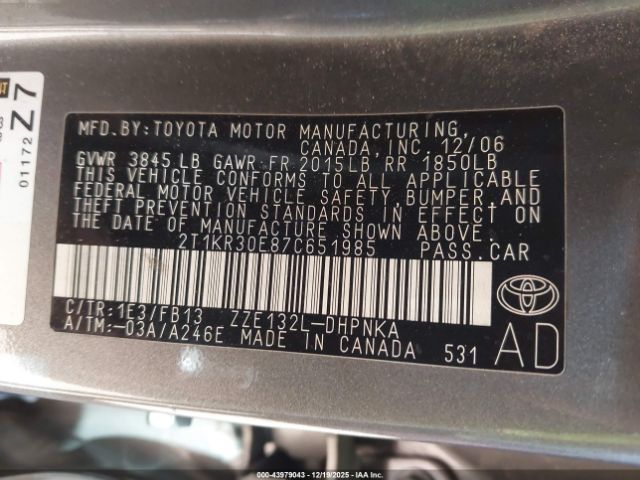 MFD.BY:TOYOTA MOTOR MANUFACTURING,
CANADA,INC. 12/06
GVWR 3845LB GAWR FR 2015LB RR 1850LB
THIS VEHICLE CONFORMS TO ALL APPLICABLE
FEDERAL MOTOR VEHICLE SAFETY,BUMPER,AND
THEFT PREVENTION STANDARDS IN EFFECT ON
THE DATE OF MANUFACTURE SHOWN ABOVE.
2T1KR30E87C651985 PASS.CAR
C/TR:1E3/FB13 ZZE132L-DHPNKA
A/TM:-03A/A246E MADE IN CANADA 531
AD
Z 7
01172
000-43979043 - 12/19/2025 - IAA Inc.